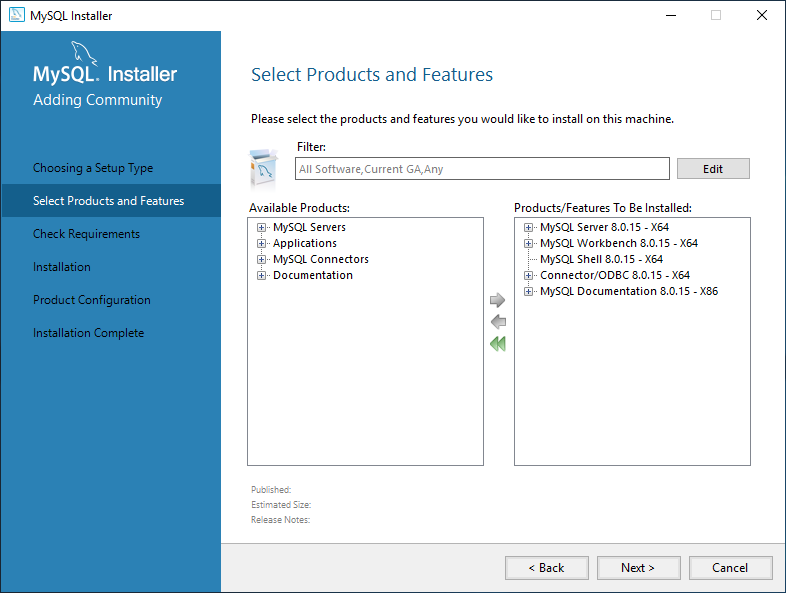 MySQL Installer
MySQL. Installer
Adding Community
Choosing a Setup Type
Select Products and Features
Check Requirements
Installation
Product Configuration
Installation Complete
Select Products and Features
Please select the products and features you would like to install on this machine.
Filter:
All Software,Current GA,Any
Edit
Available Products:
MySQL Servers
Applications
MySQL Connectors
Documentation
Products/Features To Be Installed:
MySQL Server 8.0.15 - X64
MySQL Workbench 8.0.15 - X64
MySQL Shell 8.0.15 - X64
Connector/ODBC 8.0.15 - X64
MySQL Documentation 8.0.15 - X86
Published:
Estimated Size:
Release Notes:
< Back
Next >
Cancel